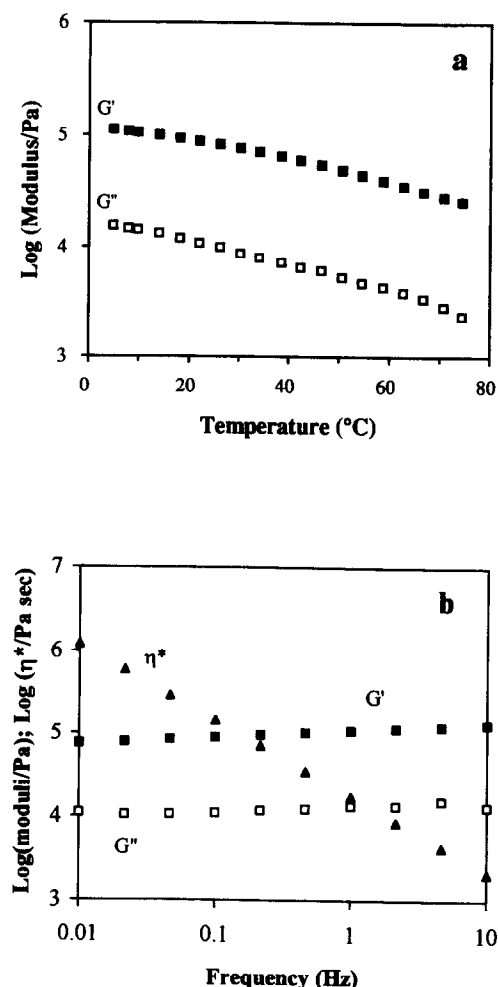 6
a
G'
5
G"
4
3
0 20 40 60 80
Log (Modulus/Pa)
Temperature (°C)
7
b
6
η*
G'
5
4
G"
3
0.01 0.1 1 10
Log(moduli/Pa); Log (η*/Pa sec)
Frequency (Hz)